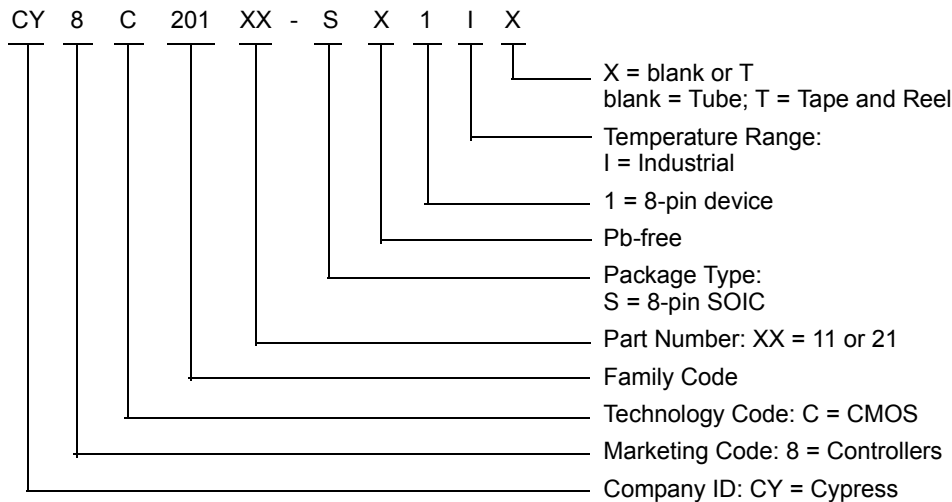 CY 8 C 201 XX - S X 1 I X
X = blank or T
blank = Tube; T = Tape and Reel
Temperature Range:
I = Industrial
1 = 8-pin device
Pb-free
Package Type:
S = 8-pin SOIC
Part Number: XX = 11 or 21
Family Code
Technology Code: C = CMOS
Marketing Code: 8 = Controllers
Company ID: CY = Cypress